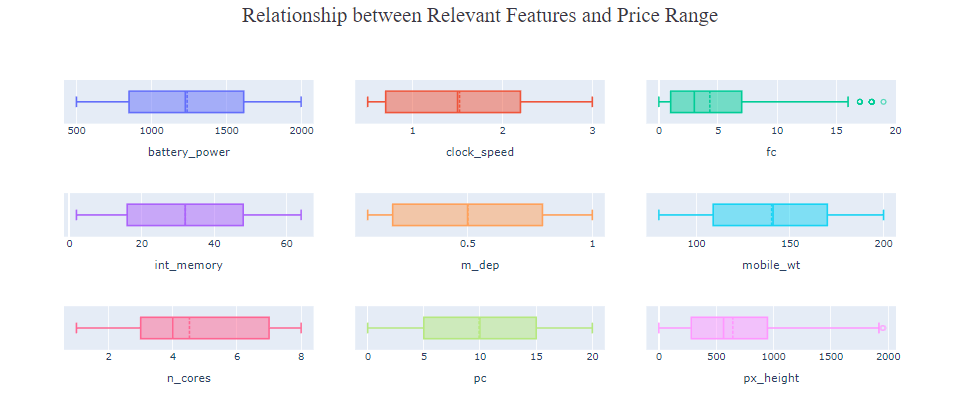 Relationship between Relevant Features and Price Range
500 1000 1500 2000
battery_power
1 2 3
clock_speed
0 5 10 15 20
fc
0 20 40 60
int_memory
0.5 1
m_dep
100 150 200
mobile_wt
2 4 6 8
n_cores
0 5 10 15 20
pc
0 500 1000 1500 2000
px_height